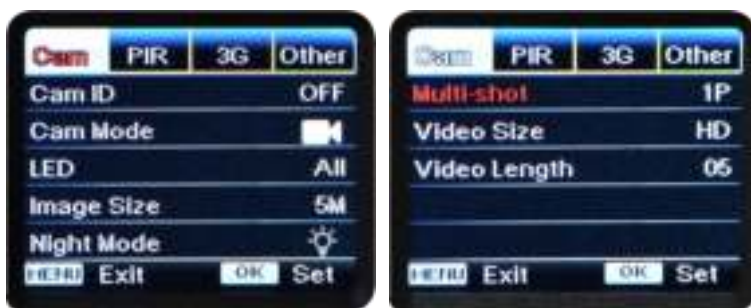 Cam PIR 3G Other
Cam ID OFF
Cam Mode
LED All
Image Size 5M
Night Mode
MENU Exit OK Set
Cam PIR 3G Other
Multi-shot 1P
Video Size HD
Video Length 05
MENU Exit OK Set